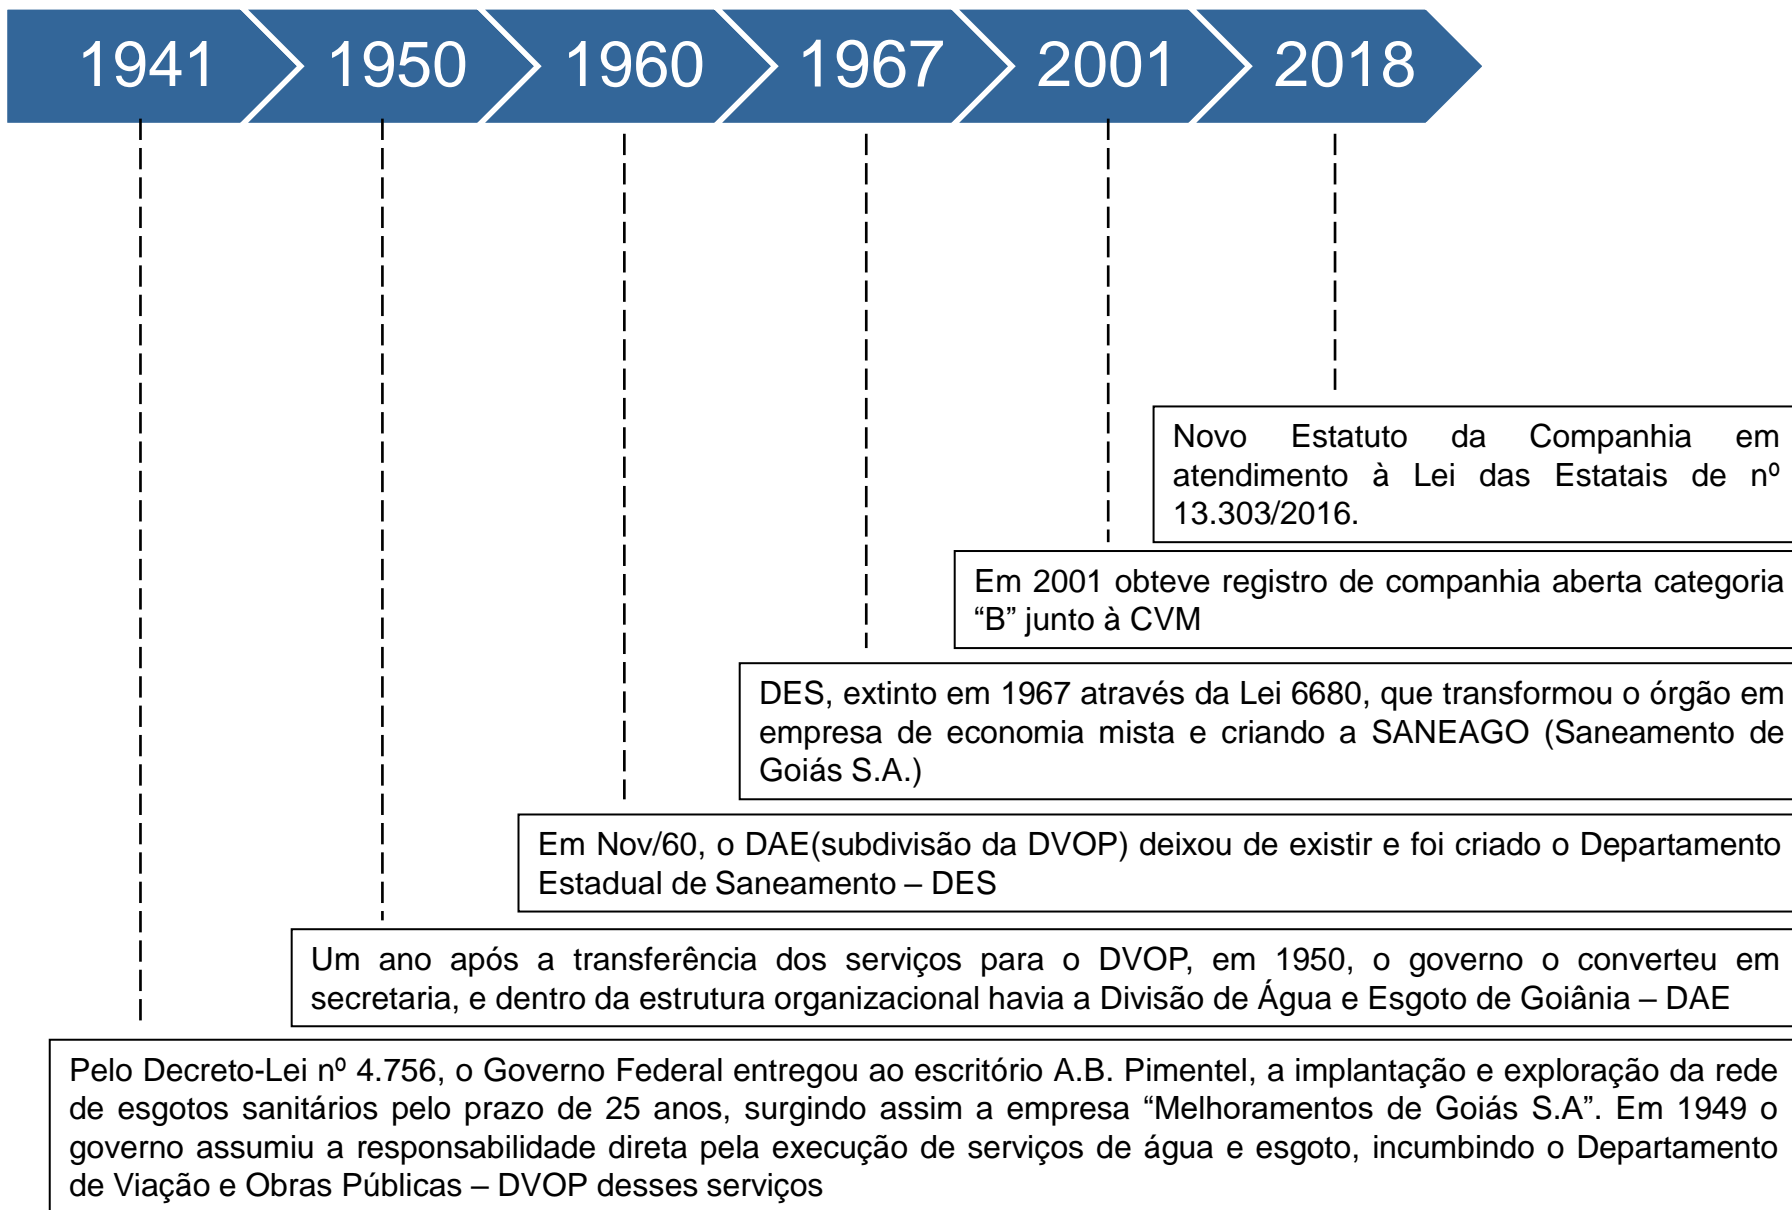 1941 1950 1960 1967 2001 2018
Novo Estatuto da Companhia em
atendimento à Lei das Estatais de nº
13.303/2016.
Em 2001 obteve registro de companhia aberta categoria
“B” junto à CVM
DES, extinto em 1967 através da Lei 6680, que transformou o órgão em
empresa de economia mista e criando a SANEAGO (Saneamento de
Goiás S.A.)
Em Nov/60, o DAE(subdivisão da DVOP) deixou de existir e foi criado o Departamento
Estadual de Saneamento – DES
Um ano após a transferência dos serviços para o DVOP, em 1950, o governo o converteu em
secretaria, e dentro da estrutura organizacional havia a Divisão de Água e Esgoto de Goiânia – DAE
Pelo Decreto-Lei nº 4.756, o Governo Federal entregou ao escritório A.B. Pimentel, a implantação e exploração da rede
de esgotos sanitários pelo prazo de 25 anos, surgindo assim a empresa “Melhoramentos de Goiás S.A”. Em 1949 o
governo assumiu a responsabilidade direta pela execução de serviços de água e esgoto, incumbindo o Departamento
de Viação e Obras Públicas – DVOP desses serviços